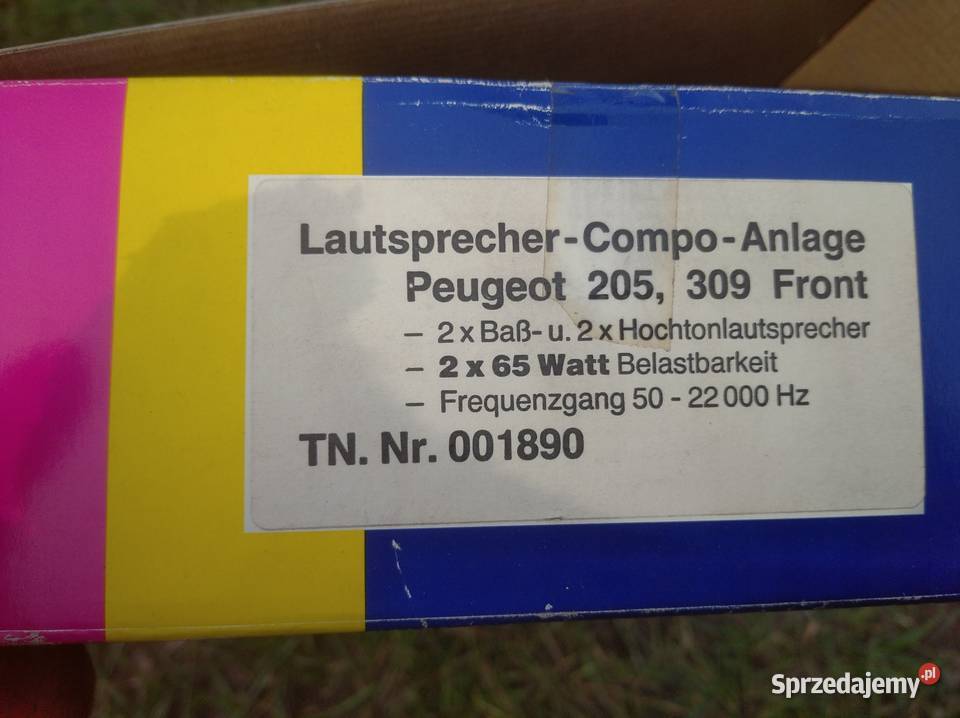 Lautsprecher-Compo-Anlage
Peugeot 205, 309 Front
– 2 x Baß- u. 2 x Hochtonlautsprecher
– 2 x 65 Watt Belastbarkeit
– Frequenzgang 50 - 22 000 Hz
TN. Nr. 001890
Sprzedajemy.pl